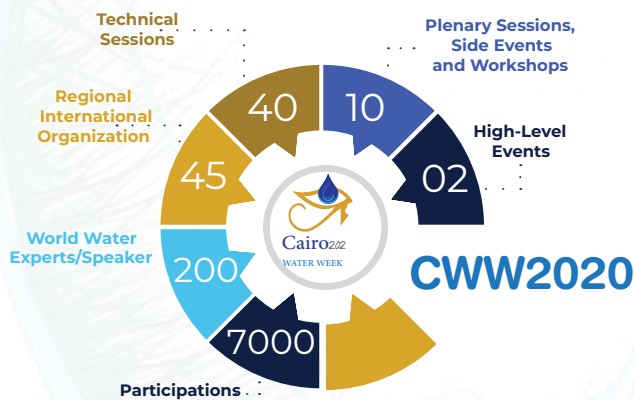 Technical
Sessions
Plenary Sessions,
Side Events
and Workshops
40
10
Regional
International
Organization
High-Level
Events
45
02
Cairo202
WATER WEEK
World Water
Experts/Speaker
200
CWW2020
7000
Participations